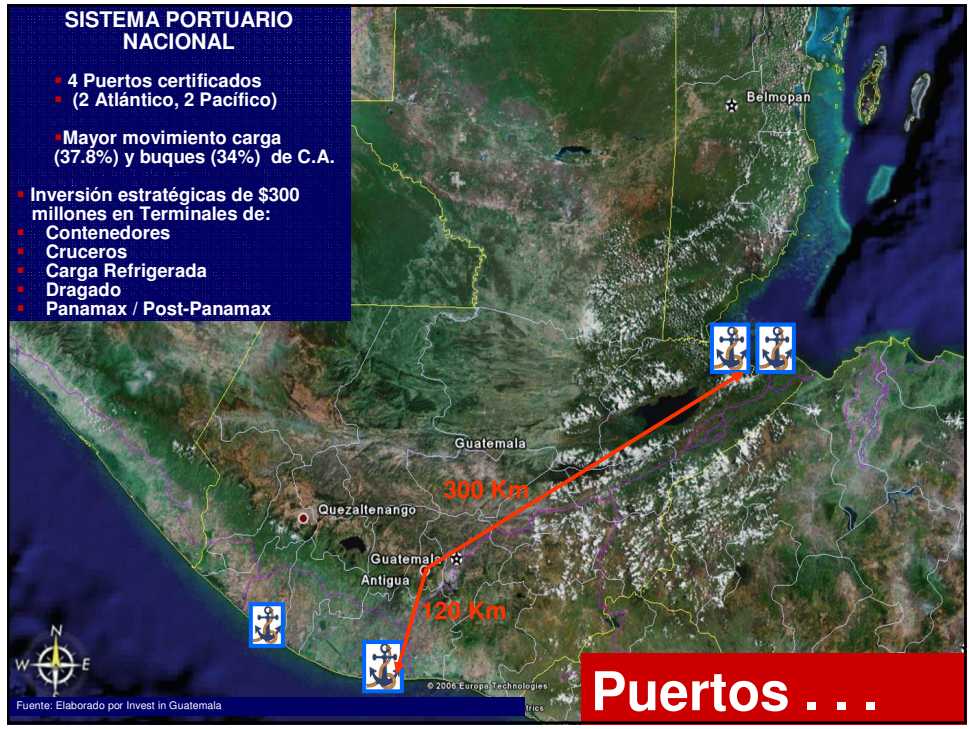 SISTEMA PORTUARIO
NACIONAL
4 Puertos certificados
(2 Atlántico, 2 Pacífico)
Mayor movimiento carga
(37.8%) y buques (34%) de C.A.
Inversión estratégicas de $300
millones en Terminales de:
Contenedores
Cruceros
Carga Refrigerada
Dragado
Panamax / Post-Panamax
Belmopan
Guatemala
300 Km
Quezaltenango
Guatemala
Antigua
120 Km
N
W E
© 2006 Europa Technologies
Puertos . . .
Fuente: Elaborado por Invest in Guatemala